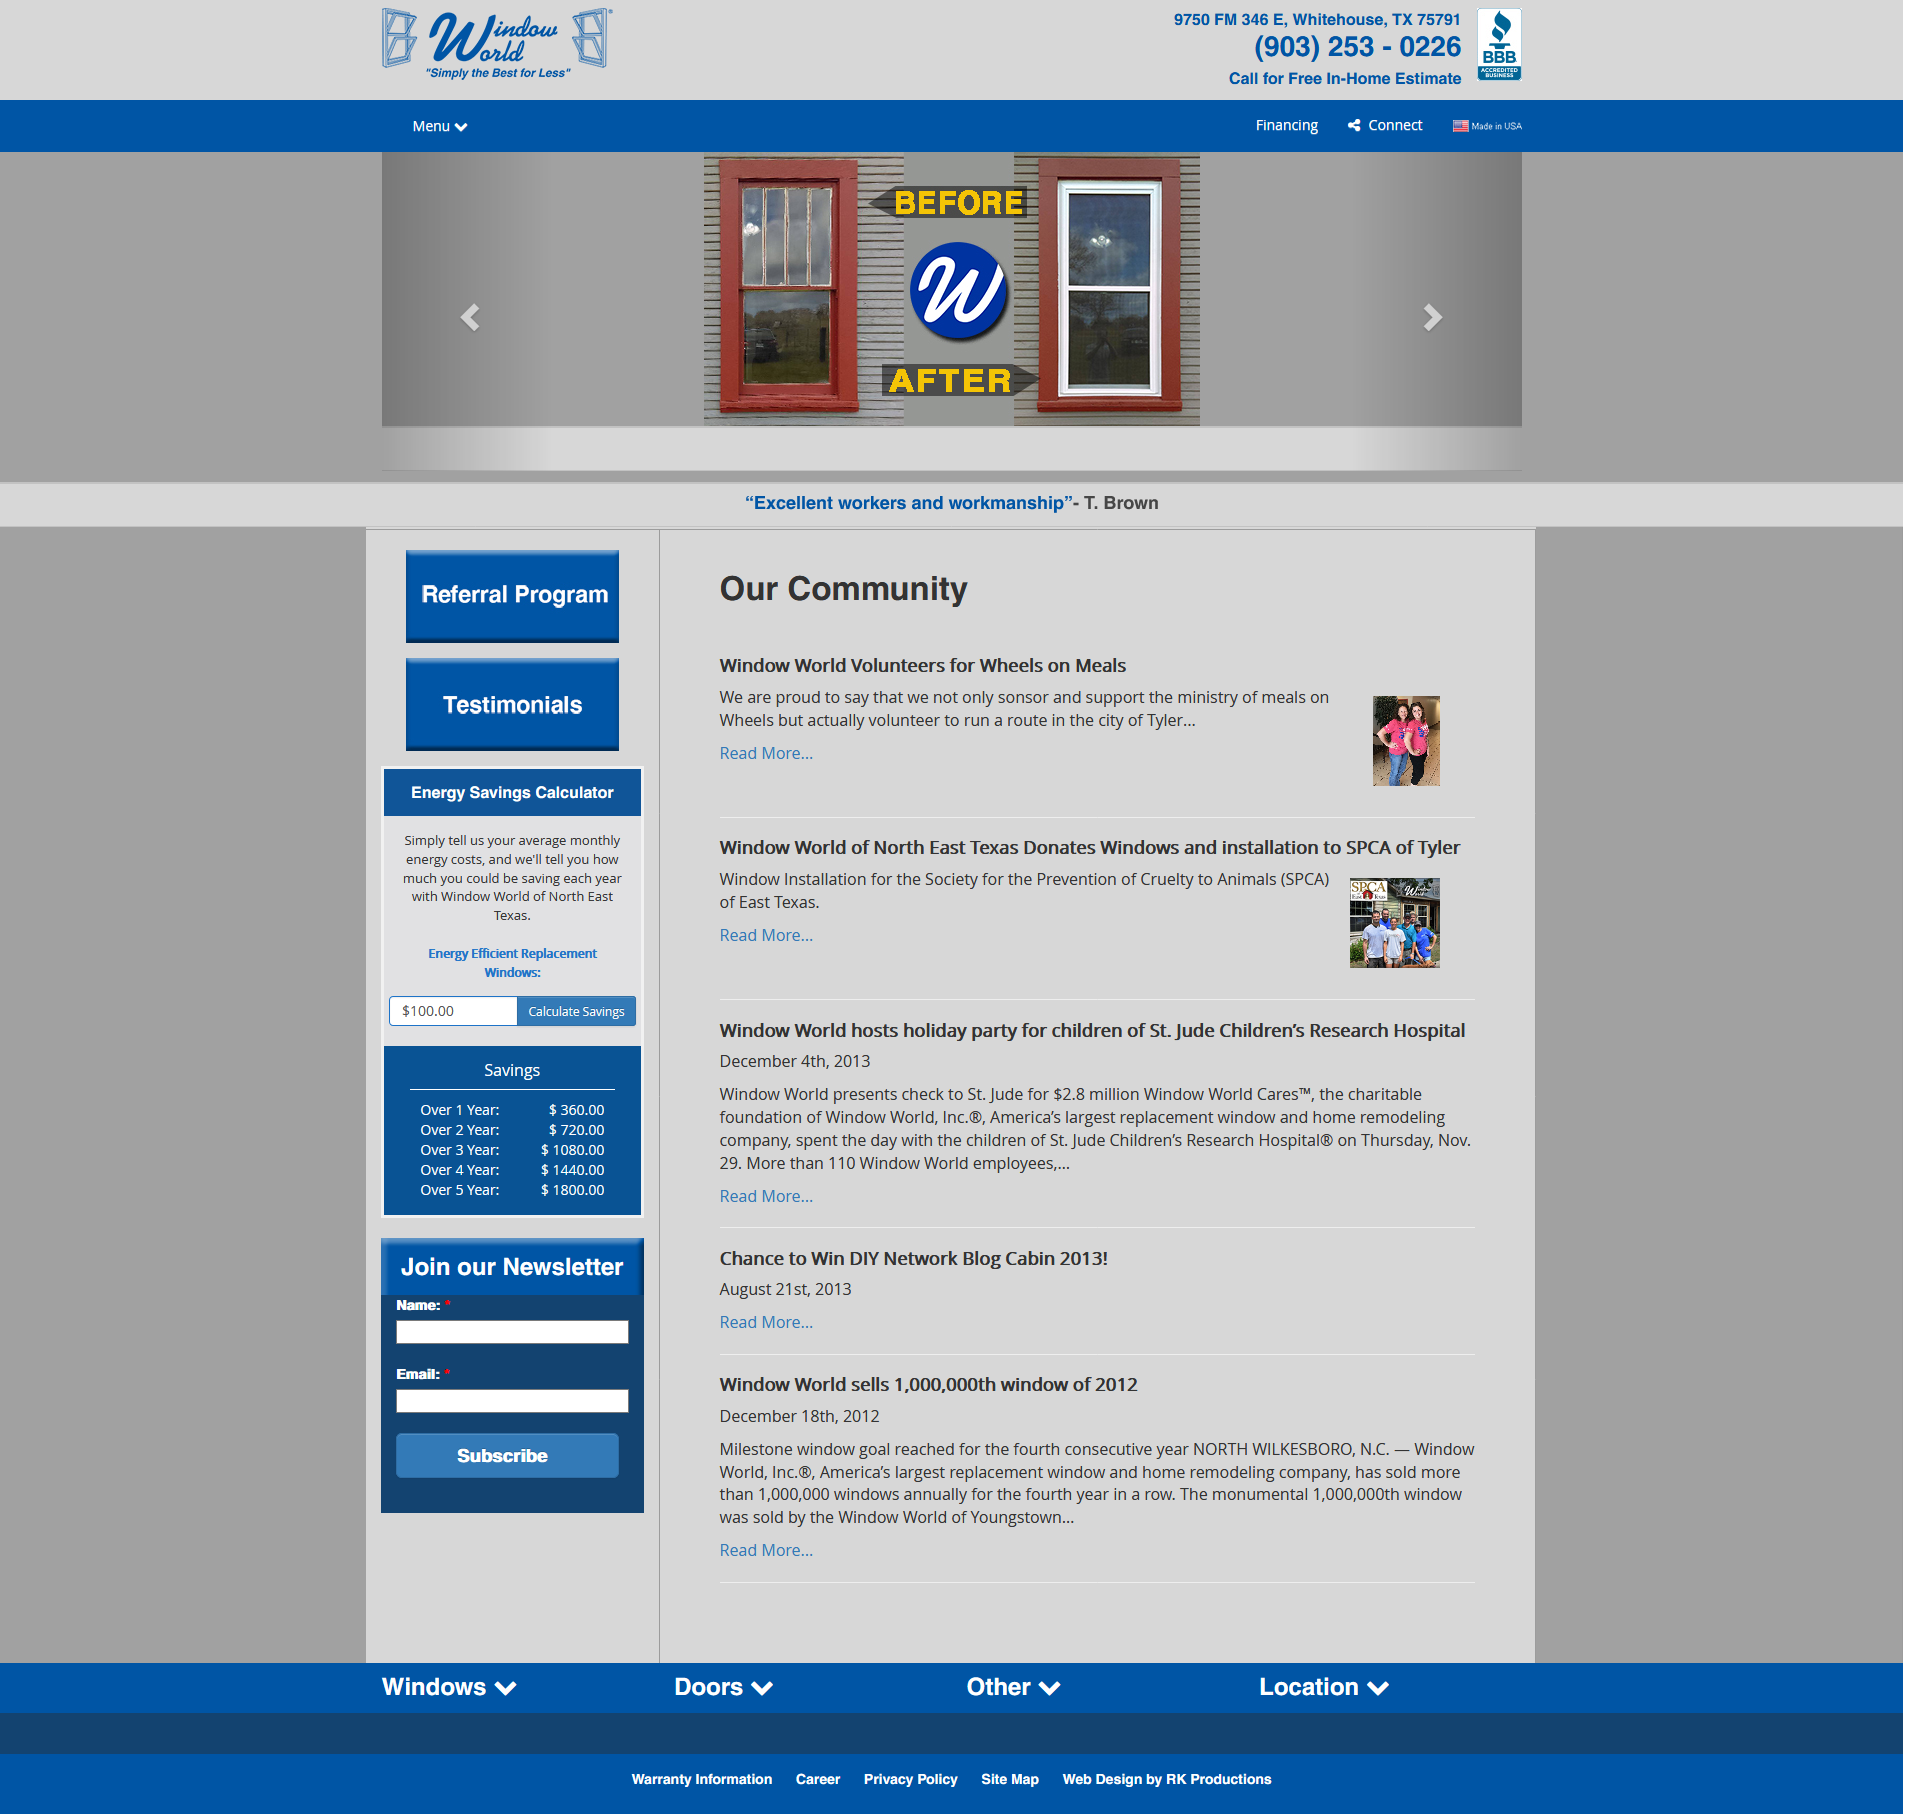 Window World
"Simply the Best for Less"
9750 FM 346 E, Whitehouse, TX 75791
(903) 253 - 0226
Call for Free In-Home Estimate
BBB
ACCREDITED
BUSINESS
Menu
Financing
Connect
Made in USA
BEFORE
W
AFTER
“Excellent workers and workmanship”- T. Brown
Referral Program
Testimonials
Energy Savings Calculator
Simply tell us your average monthly
energy costs, and we'll tell you how
much you could be saving each year
with Window World of North East
Texas.
Energy Efficient Replacement
Windows:
$100.00
Calculate Savings
Savings
Over 1 Year: $ 360.00
Over 2 Year: $ 720.00
Over 3 Year: $ 1080.00
Over 4 Year: $ 1440.00
Over 5 Year: $ 1800.00
Join our Newsletter
Name: *
Email: *
Subscribe
Our Community
Window World Volunteers for Wheels on Meals
We are proud to say that we not only sonsor and support the ministry of meals on
Wheels but actually volunteer to run a route in the city of Tyler...
Read More...
Window World of North East Texas Donates Windows and installation to SPCA of Tyler
Window Installation for the Society for the Prevention of Cruelty to Animals (SPCA)
of East Texas.
SPCA
East Texas
Window World
Read More...
Window World hosts holiday party for children of St. Jude Children’s Research Hospital
December 4th, 2013
Window World presents check to St. Jude for $2.8 million Window World Cares™, the charitable
foundation of Window World, Inc.®, America’s largest replacement window and home remodeling
company, spent the day with the children of St. Jude Children’s Research Hospital® on Thursday, Nov.
29. More than 110 Window World employees,...
Read More...
Chance to Win DIY Network Blog Cabin 2013!
August 21st, 2013
Read More...
Window World sells 1,000,000th window of 2012
December 18th, 2012
Milestone window goal reached for the fourth consecutive year NORTH WILKESBORO, N.C. — Window
World, Inc.®, America’s largest replacement window and home remodeling company, has sold more
than 1,000,000 windows annually for the fourth year in a row. The monumental 1,000,000th window
was sold by the Window World of Youngstown...
Read More...
Windows
Doors
Other
Location
Warranty Information
Career
Privacy Policy
Site Map
Web Design by RK Productions